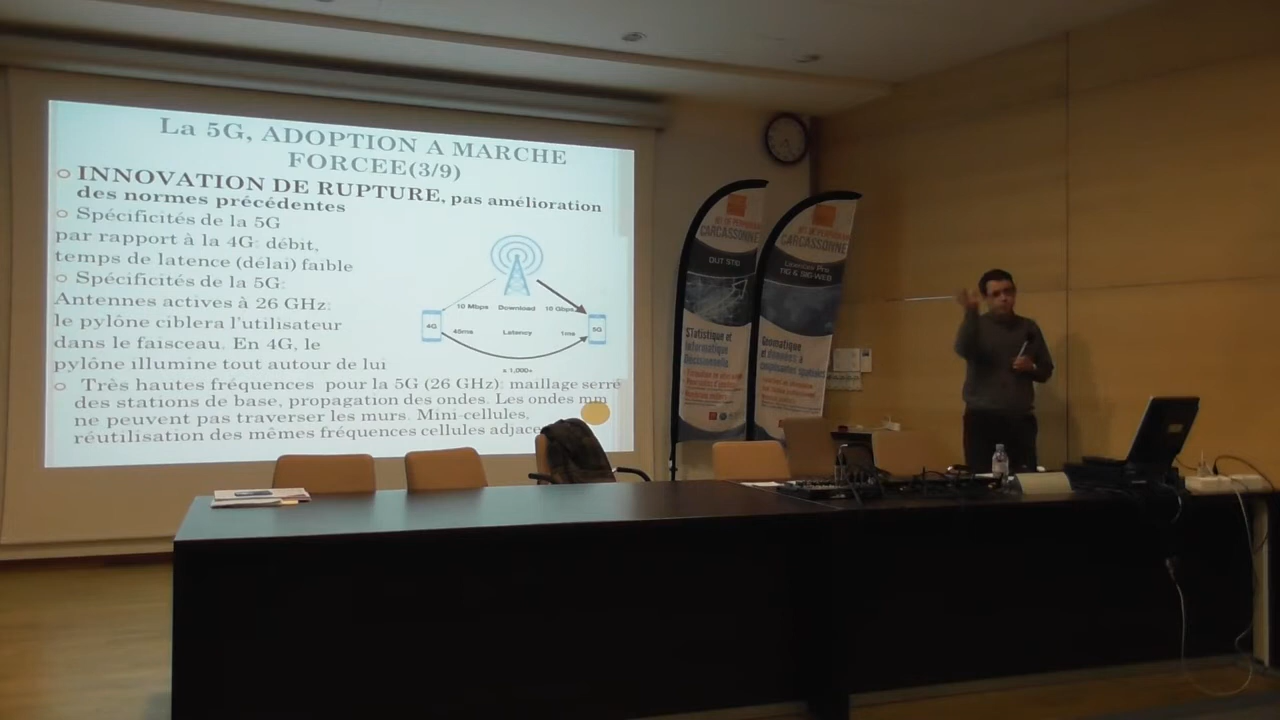 La 5G, ADOPTION A MARCHE
FORCEE(3/9)
INNOVATION DE RUPTURE, pas amélioration
des normes précédentes
Spécificités de la 5G
par rapport à la 4G: débit,
temps de latence (délai) faible
Spécificités de la 5G:
Antennes actives à 26 GHz:
le pylône ciblera l'utilisateur
dans le faisceau. En 4G, le
pylône illumine tout autour de lui
10 Mbps Download 10 Gbps
4G 5G
45ms Latency 1ms
Très hautes fréquences pour la 5G (26 GHz): maillage serré
des stations de base, propagation des ondes. Les ondes mm
ne peuvent pas traverser les murs. Mini-cellules,
réutilisation des mêmes fréquences cellules
CARCASSONNE
DUT STID
STatistique et
Informatique
Décisionnelle
CARCASSONNE
Licences Pro
TIG & SIG-WEB
Géomatique
et données à
composantes spatiales